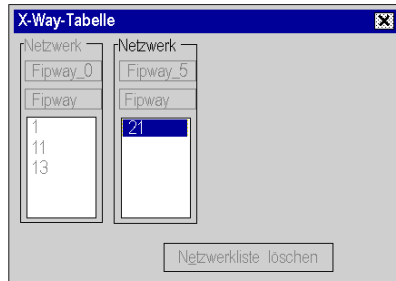 X-Way-Tabelle
Netzwerk Netzwerk
Fipway_0 Fipway_5
Fipway Fipway
1 21
11
13
Netzwerkliste löschen